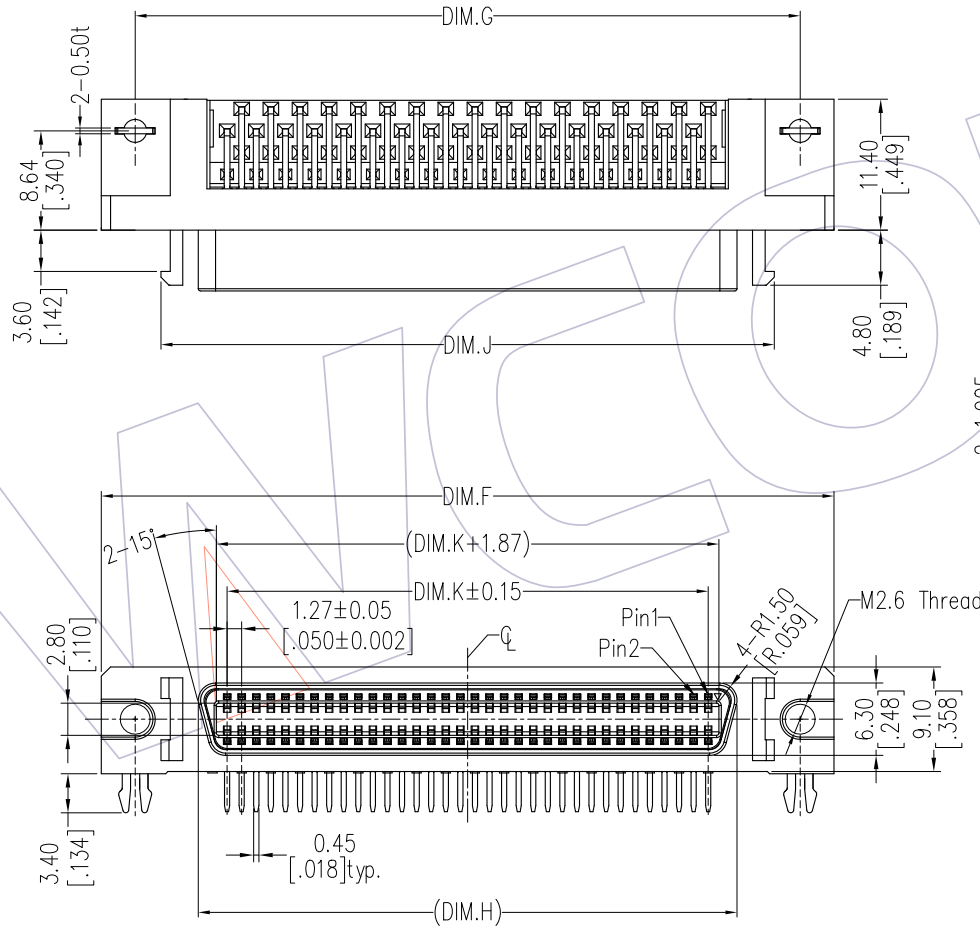 DIM.G
2-0.50t
8.64
[.340]
11.40
[.449]
3.60
[.142]
4.80
[.189]
DIM.J
DIM.F
2-15°
(DIM.K+1.87)
DIM.K±0.15
1.27±0.05
[.050±0.002]
Pin1
Pin2
4-R1.50
[R.059]
M2.6 Thread
2.80
[.110]
6.30
[.248]
9.10
[.358]
3.40
[.134]
0.45
[.018]typ.
(DIM.H)